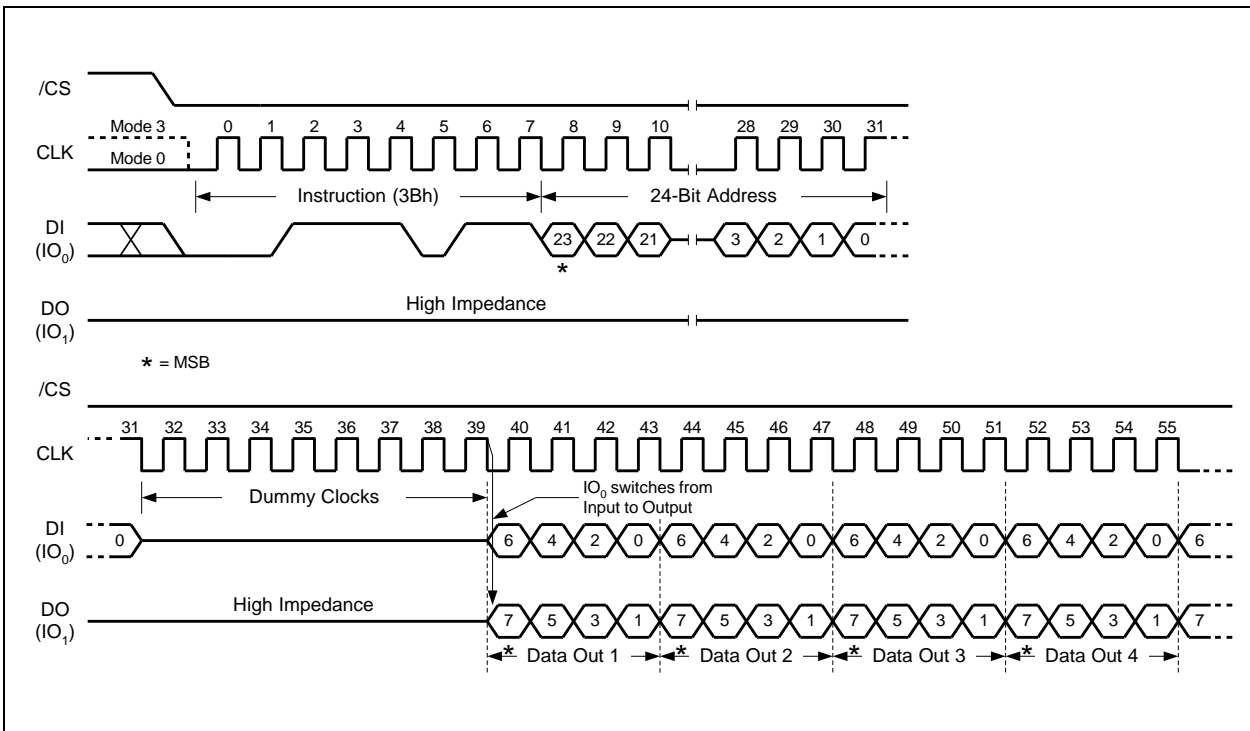 /CS
Mode 3 0 1 2 3 4 5 6 7 8 9 10 28 29 30 31
CLK
Mode 0
Instruction (3Bh) 24-Bit Address
DI
(IO0) 23 22 21 3 2 1 0
*
DO
(IO1)
High Impedance
* = MSB
/CS
31 32 33 34 35 36 37 38 39 40 41 42 43 44 45 46 47 48 49 50 51 52 53 54 55
CLK
Dummy Clocks
IO0 switches from
Input to Output
DI
(IO0)
0 6 4 2 0 6 4 2 0 6 4 2 0 6 4 2 0 6
DO
(IO1)
High Impedance
7 5 3 1 7 5 3 1 7 5 3 1 7 5 3 1 7
* Data Out 1 * Data Out 2 * Data Out 3 * Data Out 4